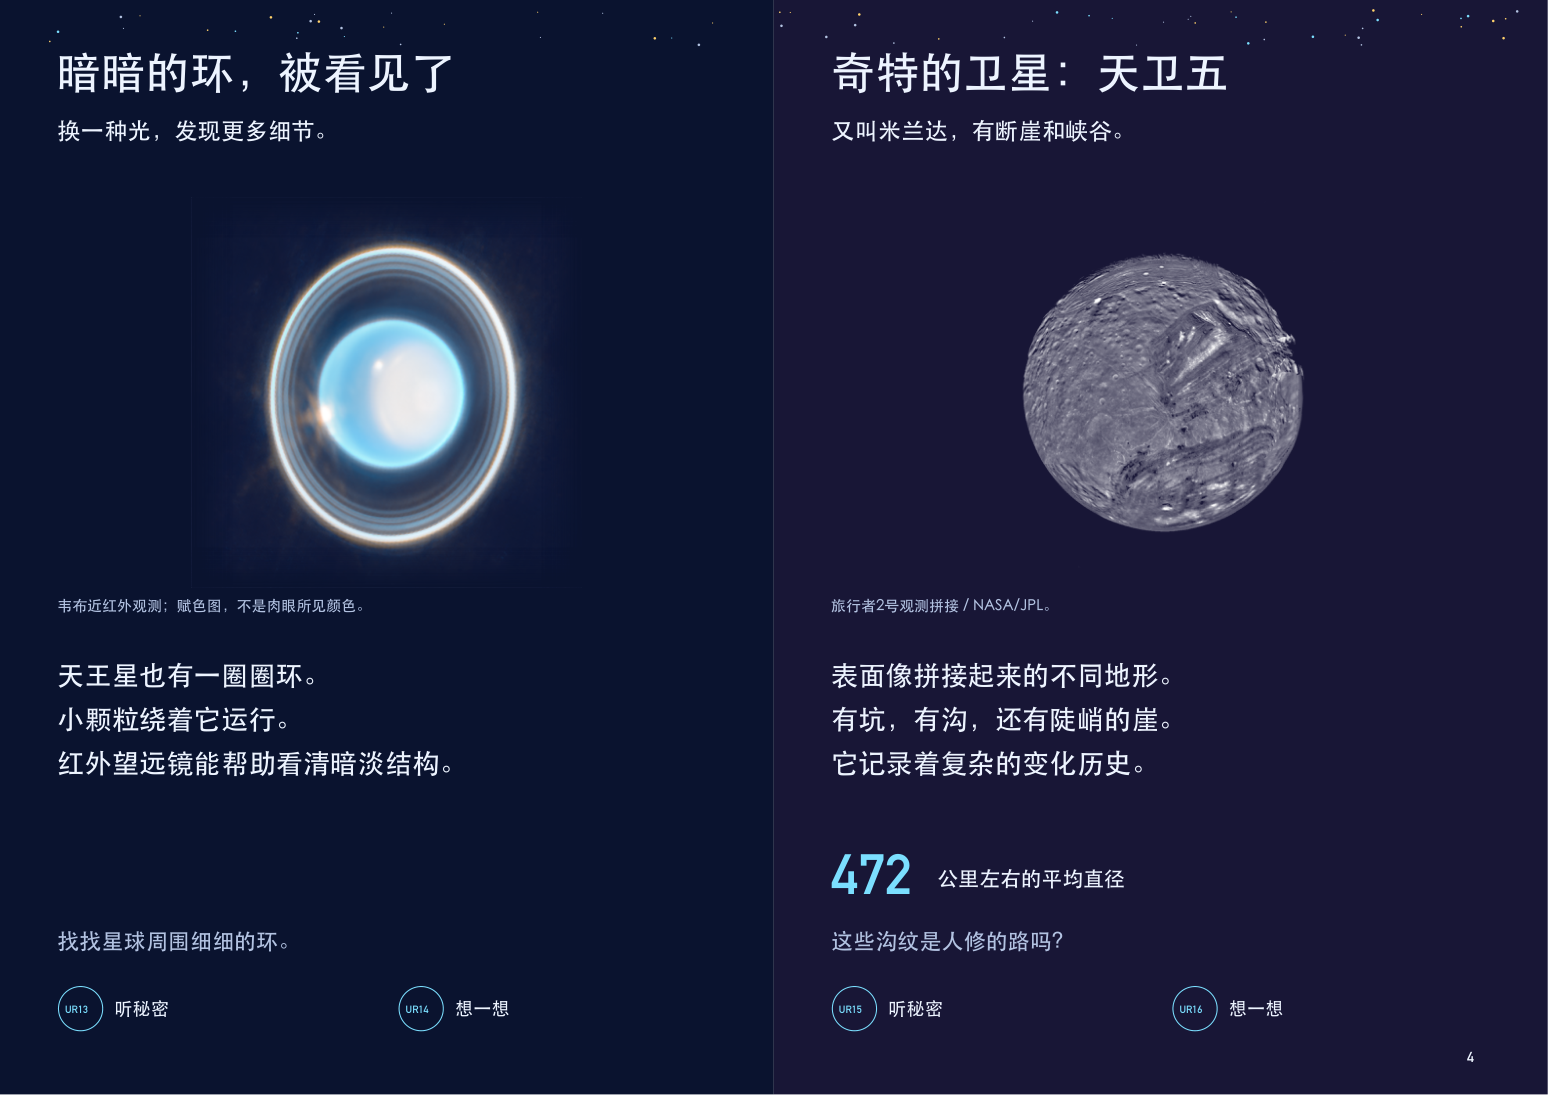 暗暗的环，被看见了
换一种光，发现更多细节。
韦布近红外观测；赋色图，不是肉眼所见颜色。
天王星也有一圈圈环。
小颗粒绕着它运行。
红外望远镜能帮助看清暗淡结构。
找找星球周围细细的环。
UR13 听秘密
UR14 想一想
奇特的卫星：天卫五
又叫米兰达，有断崖和峡谷。
旅行者2号观测拼接 / NASA/JPL。
表面像拼接起来的不同地形。
有坑，有沟，还有陡峭的崖。
它记录着复杂的变化历史。
472 公里左右的平均直径
这些沟纹是人修的路吗？
UR15 听秘密
UR16 想一想
4